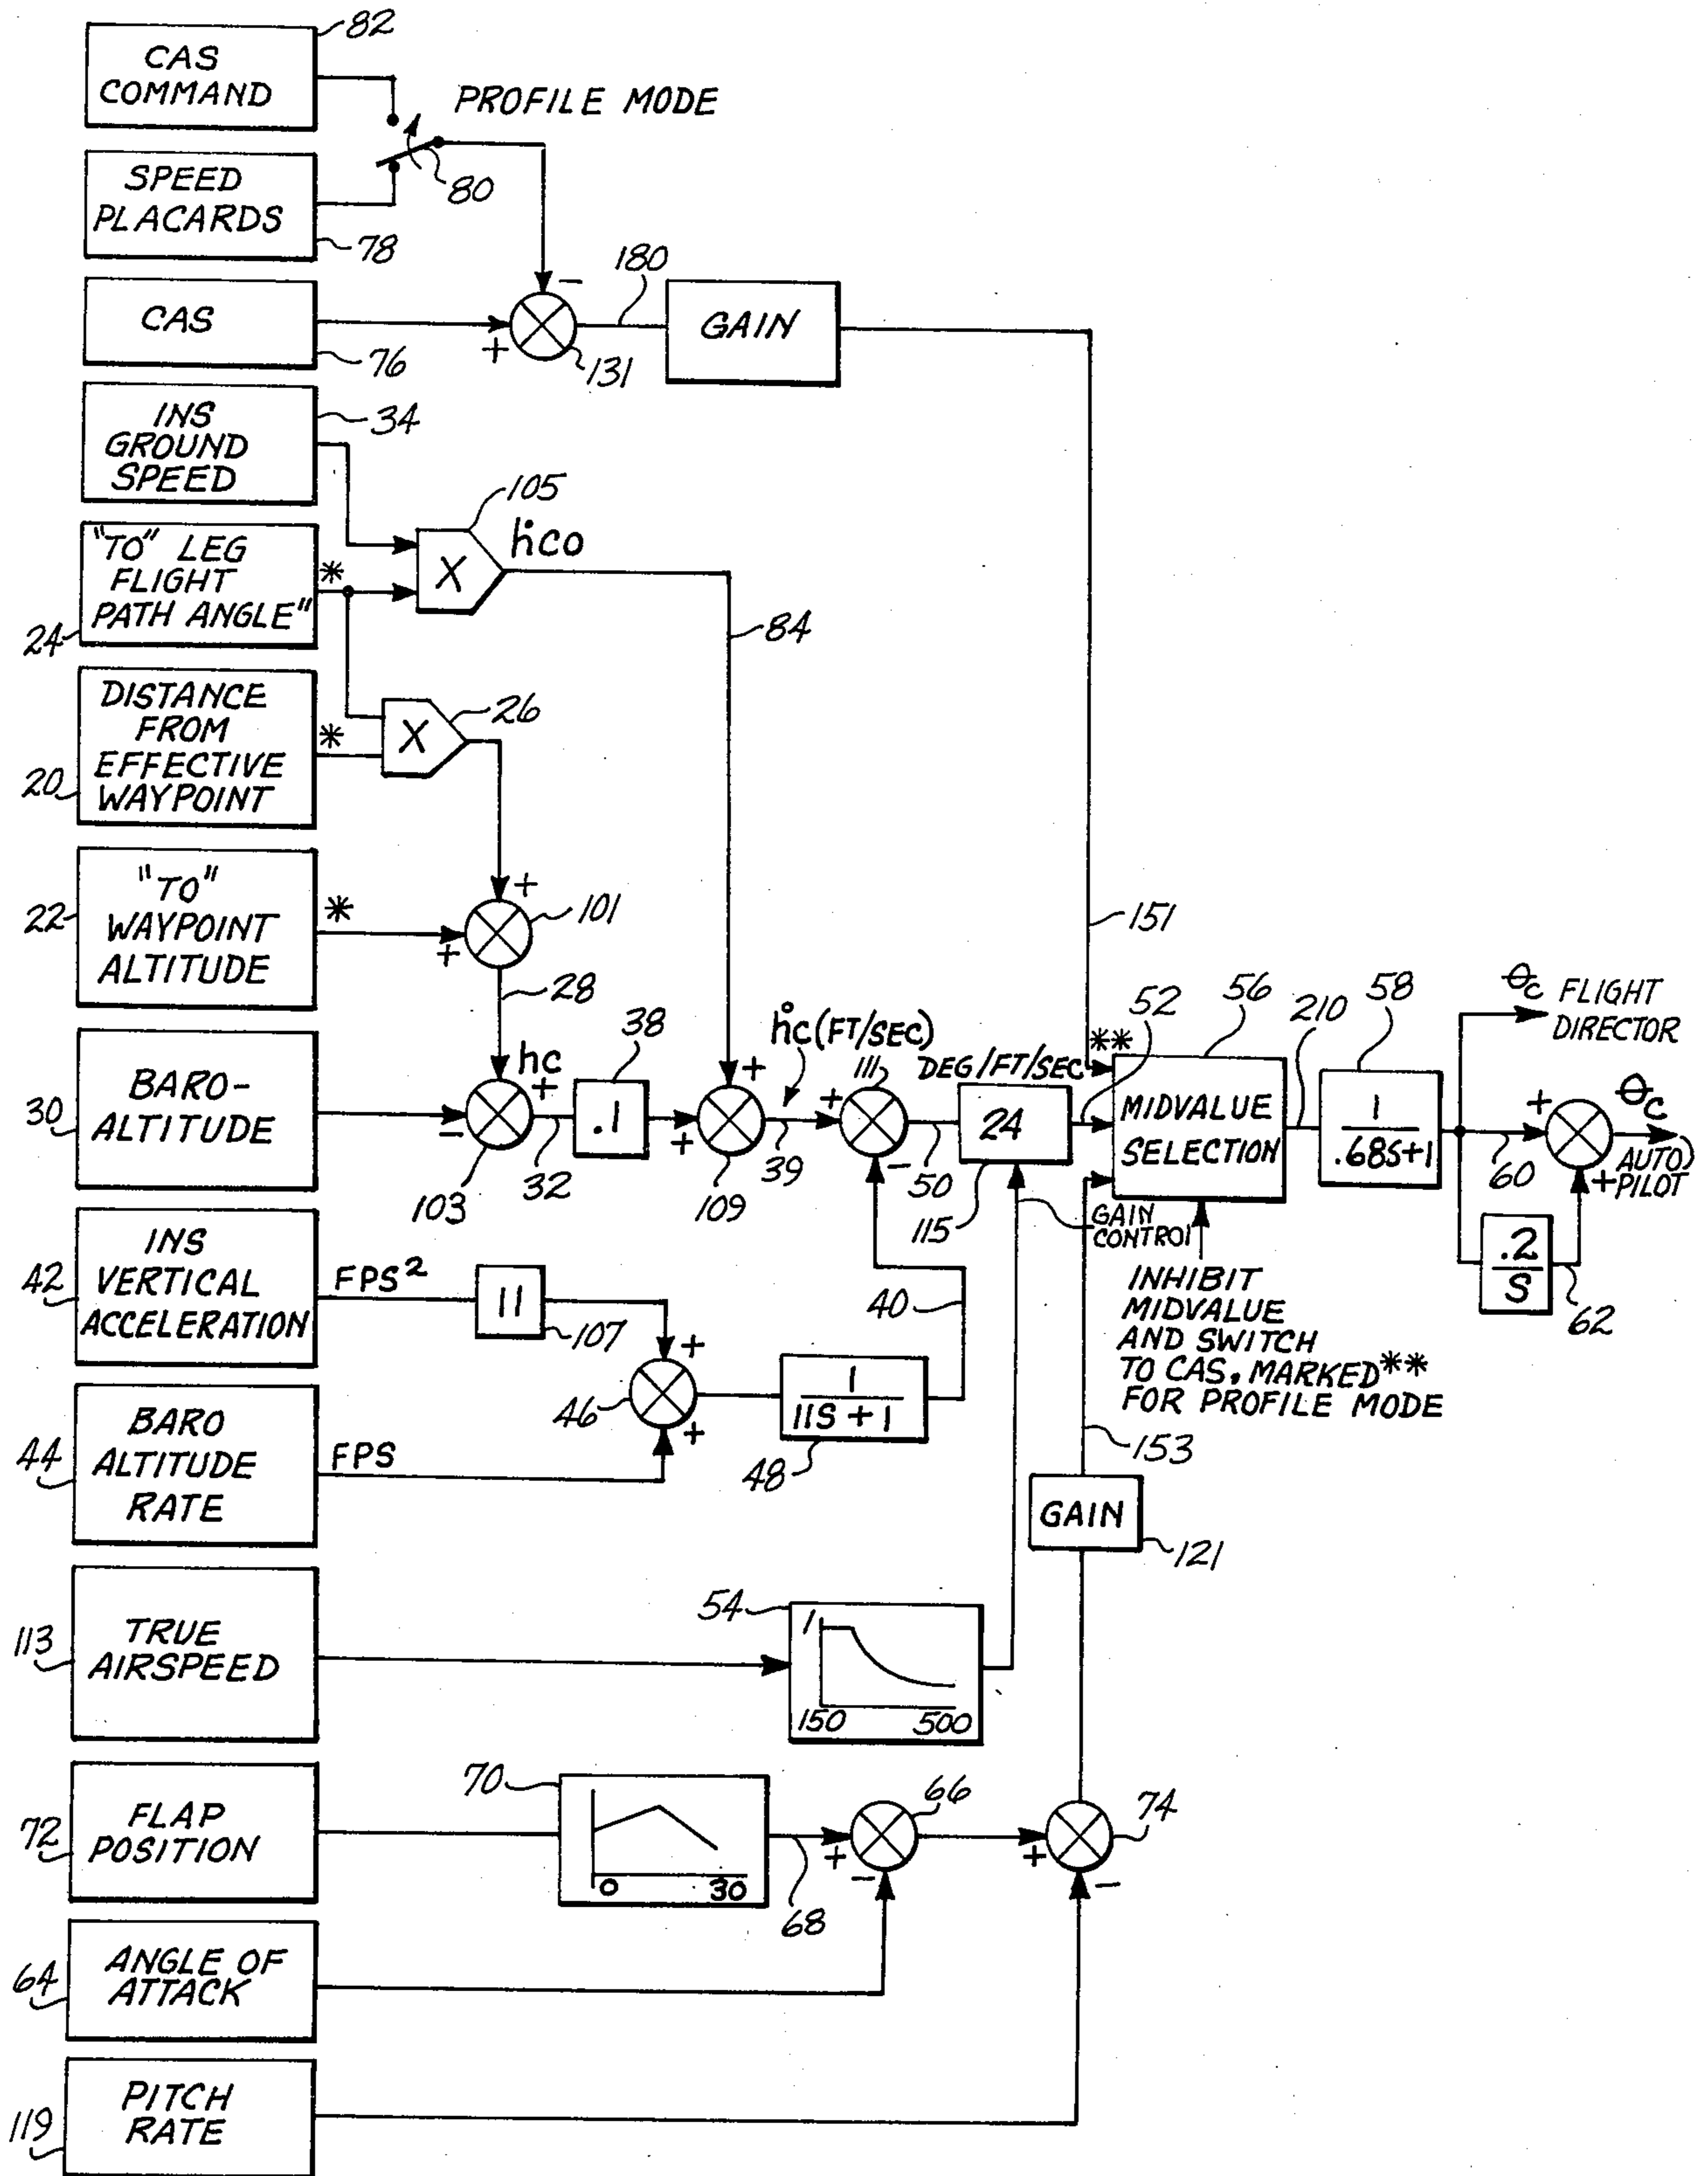 82
CAS
COMMAND
PROFILE MODE
80
SPEED
PLACARDS
78
CAS
76
-
+
131
180
GAIN
INS
GROUND
SPEED
34
105
X
ḣco
"TO" LEG
FLIGHT
PATH ANGLE"
*
24
84
DISTANCE
FROM
EFFECTIVE
WAYPOINT
*
20
X
26
"TO"
WAYPOINT
ALTITUDE
22
*
+
+
101
28
151
BARO-
ALTITUDE
30
hc
+
-
103
32
38
.1
+
+
109
ḣc (FT/SEC)
39
+
111
-
50
DEG/FT/SEC
24
115
52
**
56
MIDVALUE
SELECTION
210
58
1
.68S+1
θc FLIGHT
DIRECTOR
+
θc
60
AUTO)
+PILOT
.2
S
62
GAIN
CONTROL
INHIBIT
MIDVALUE
AND SWITCH
TO CAS, MARKED**
FOR PROFILE MODE
INS
VERTICAL
ACCELERATION
42
FPS²
11
107
+
46
+
1
11S+1
48
40
BARO
ALTITUDE
RATE
44
FPS
153
GAIN
121
TRUE
AIRSPEED
113
54
1
150 500
FLAP
POSITION
72
70
0 30
68
+
-
66
+
-
74
ANGLE OF
ATTACK
64
PITCH
RATE
119